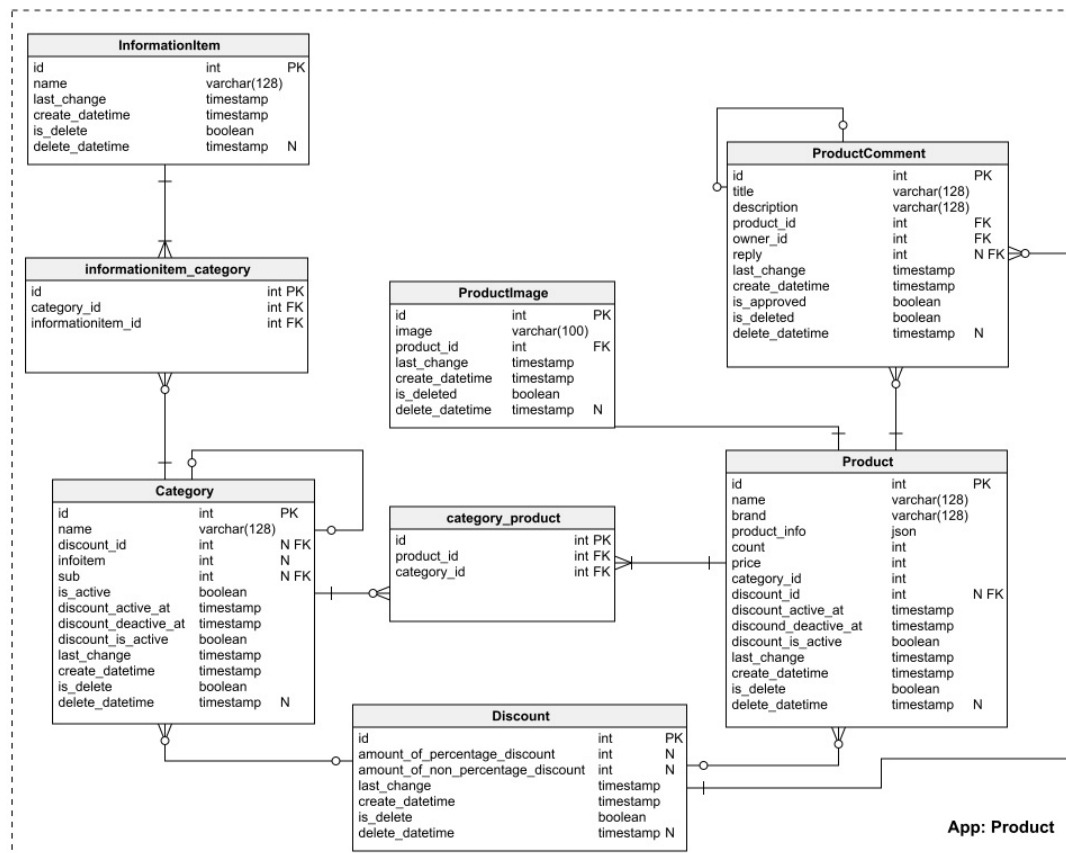 InformationItem
id int PK
name varchar(128)
last_change timestamp
create_datetime timestamp
is_delete boolean
delete_datetime timestamp N
informationitem_category
id int PK
category_id int FK
informationitem_id int FK
ProductImage
id int PK
image varchar(100)
product_id int FK
last_change timestamp
create_datetime timestamp
is_deleted boolean
delete_datetime timestamp N
ProductComment
id int PK
title varchar(128)
description varchar(128)
product_id int FK
owner_id int FK
reply int N FK
last_change timestamp
create_datetime timestamp
is_approved boolean
is_deleted boolean
delete_datetime timestamp N
Category
id int PK
name varchar(128)
discount_id int N FK
infoitem int N
sub int N FK
is_active boolean
discount_active_at timestamp
discount_deactive_at timestamp
discount_is_active boolean
last_change timestamp
create_datetime timestamp
is_delete boolean
delete_datetime timestamp N
category_product
id int PK
product_id int FK
category_id int FK
Product
id int PK
name varchar(128)
brand varchar(128)
product_info json
count int
price int
category_id int
discount_id int N FK
discount_active_at timestamp
discound_deactive_at timestamp
discount_is_active boolean
last_change timestamp
create_datetime timestamp
is_delete boolean
delete_datetime timestamp N
Discount
id int PK
amount_of_percentage_discount int N
amount_of_non_percentage_discount int N
last_change timestamp
create_datetime timestamp
is_delete boolean
delete_datetime timestamp N
App: Product